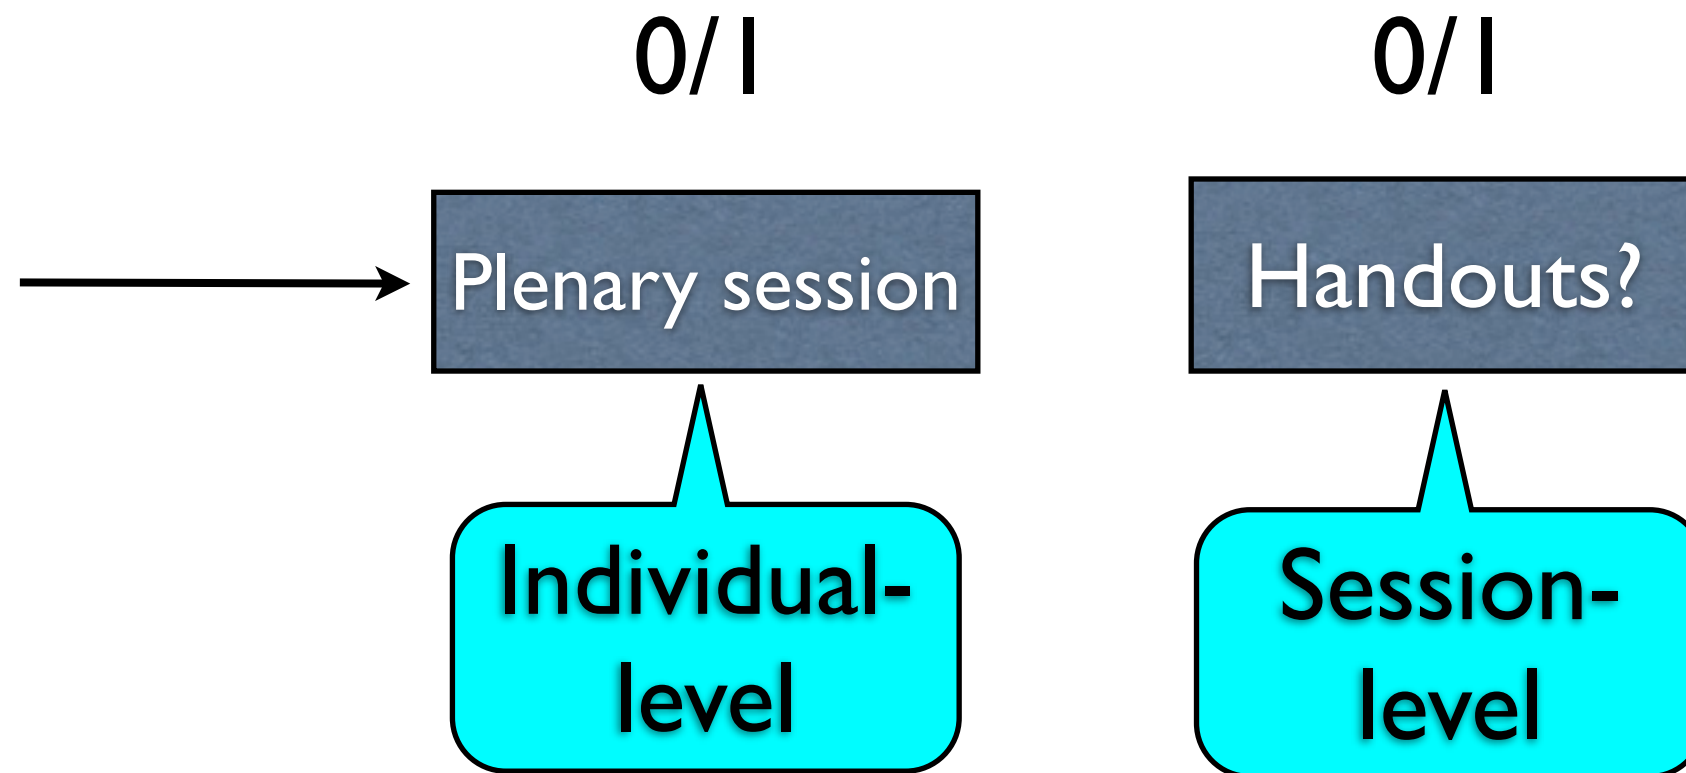 0/1
0/1
Plenary session
Handouts?
Individual-
level
Session-
level